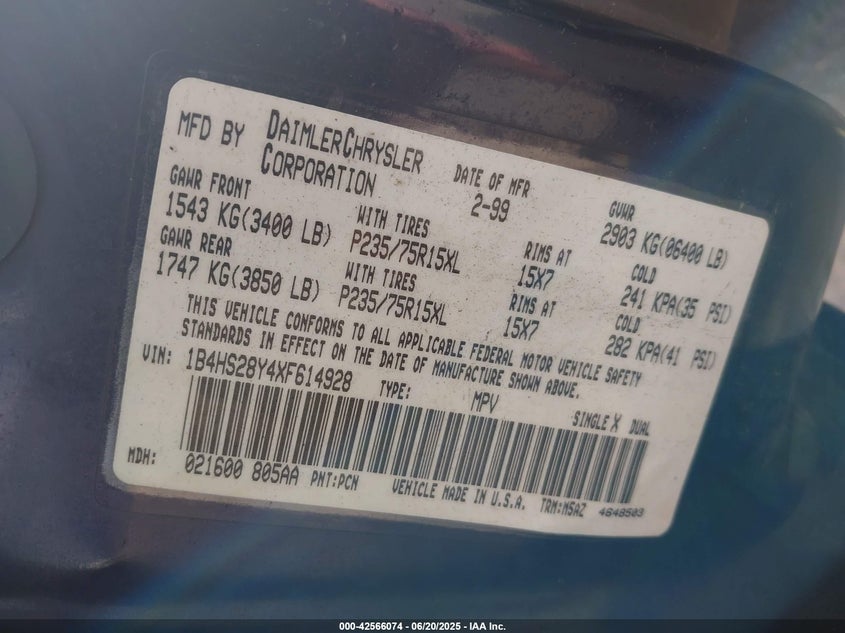 MFD BY DAIMLERCHRYSLER CORPORATION
DATE OF MFR 2-99
GVWR 2903 KG(06400 LB)
GAWR FRONT WITH TIRES RIMS AT COLD
1543 KG(3400 LB) P235/75R15XL 15X7 241 KPA(35 PSI)
GAWR REAR WITH TIRES RIMS AT COLD
1747 KG(3850 LB) P235/75R15XL 15X7 282 KPA(41 PSI)
THIS VEHICLE CONFORMS TO ALL APPLICABLE FEDERAL MOTOR VEHICLE SAFETY
STANDARDS IN EFFECT ON THE DATE OF MANUFACTURE SHOWN ABOVE.
VIN: 1B4HS28Y4XF614928 TYPE: MPV SINGLE X DUAL
MDH: 021600 805AA PNT:PCN VEHICLE MADE IN U.S.A. TRM:MSAZ 4648503
000-42566074 / 06/20/2025 - IAA Inc.